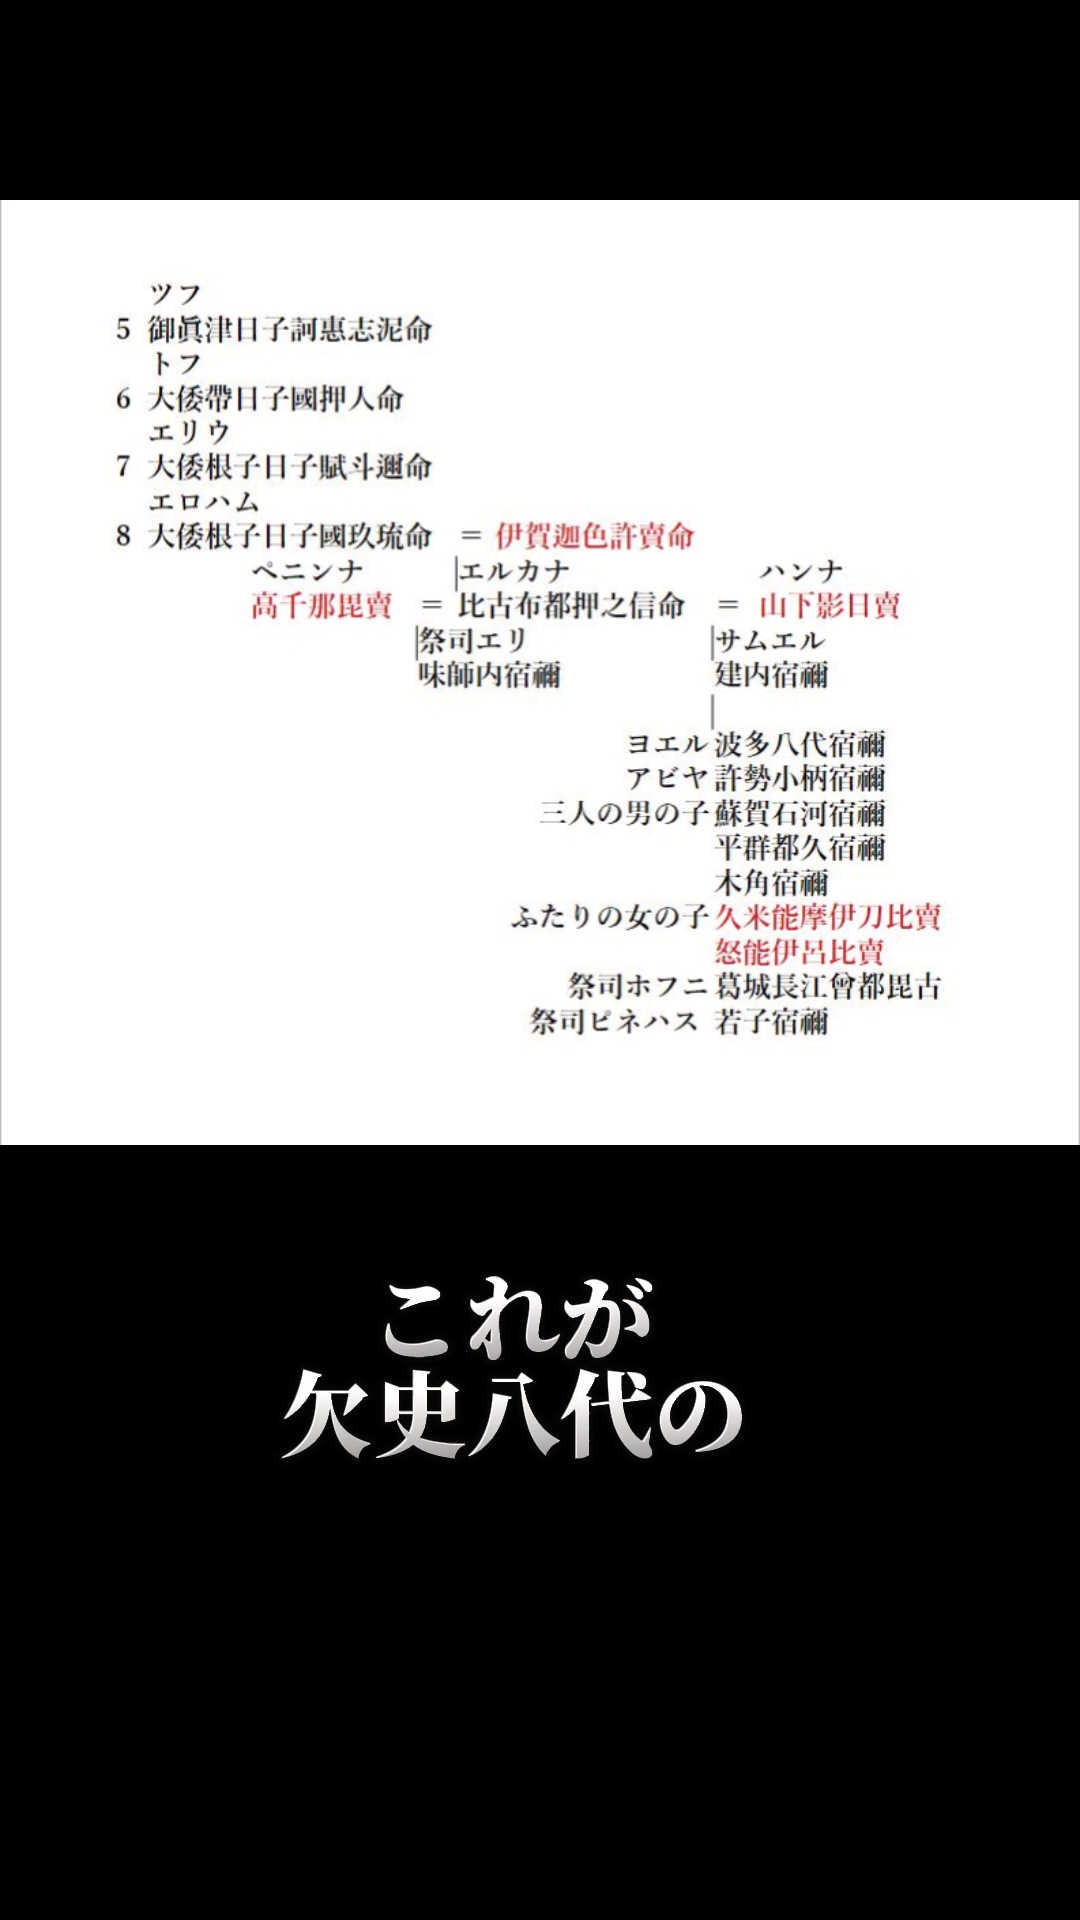 ツフ
5 御眞津日子訶惠志泥命
トフ
6 大倭帶日子國押人命
エリウ
7 大倭根子日子賦斗邇命
エロハム
8 大倭根子日子國玖琉命 = 伊賀迦色許賣命
ペニンナ エルカナ ハンナ
高千那毘賣 = 比古布都押之信命 = 山下影日賣
祭司エリ サムエル
味師内宿禰 建内宿禰
ヨエル 波多八代宿禰
アビヤ 許勢小柄宿禰
三人の男の子 蘇賀石河宿禰
平群都久宿禰
木角宿禰
ふたりの女の子 久米能摩伊刀比賣
怒能伊呂比賣
祭司ホフニ 葛城長江曾都毘古
祭司ピネハス 若子宿禰
これが
欠史八代の